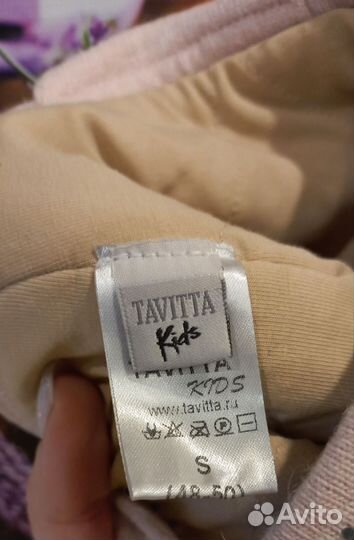 TAVITTA
Kids
TAVITTA
KIDS
www.tavitta.ru
S
(48-50)
Avito